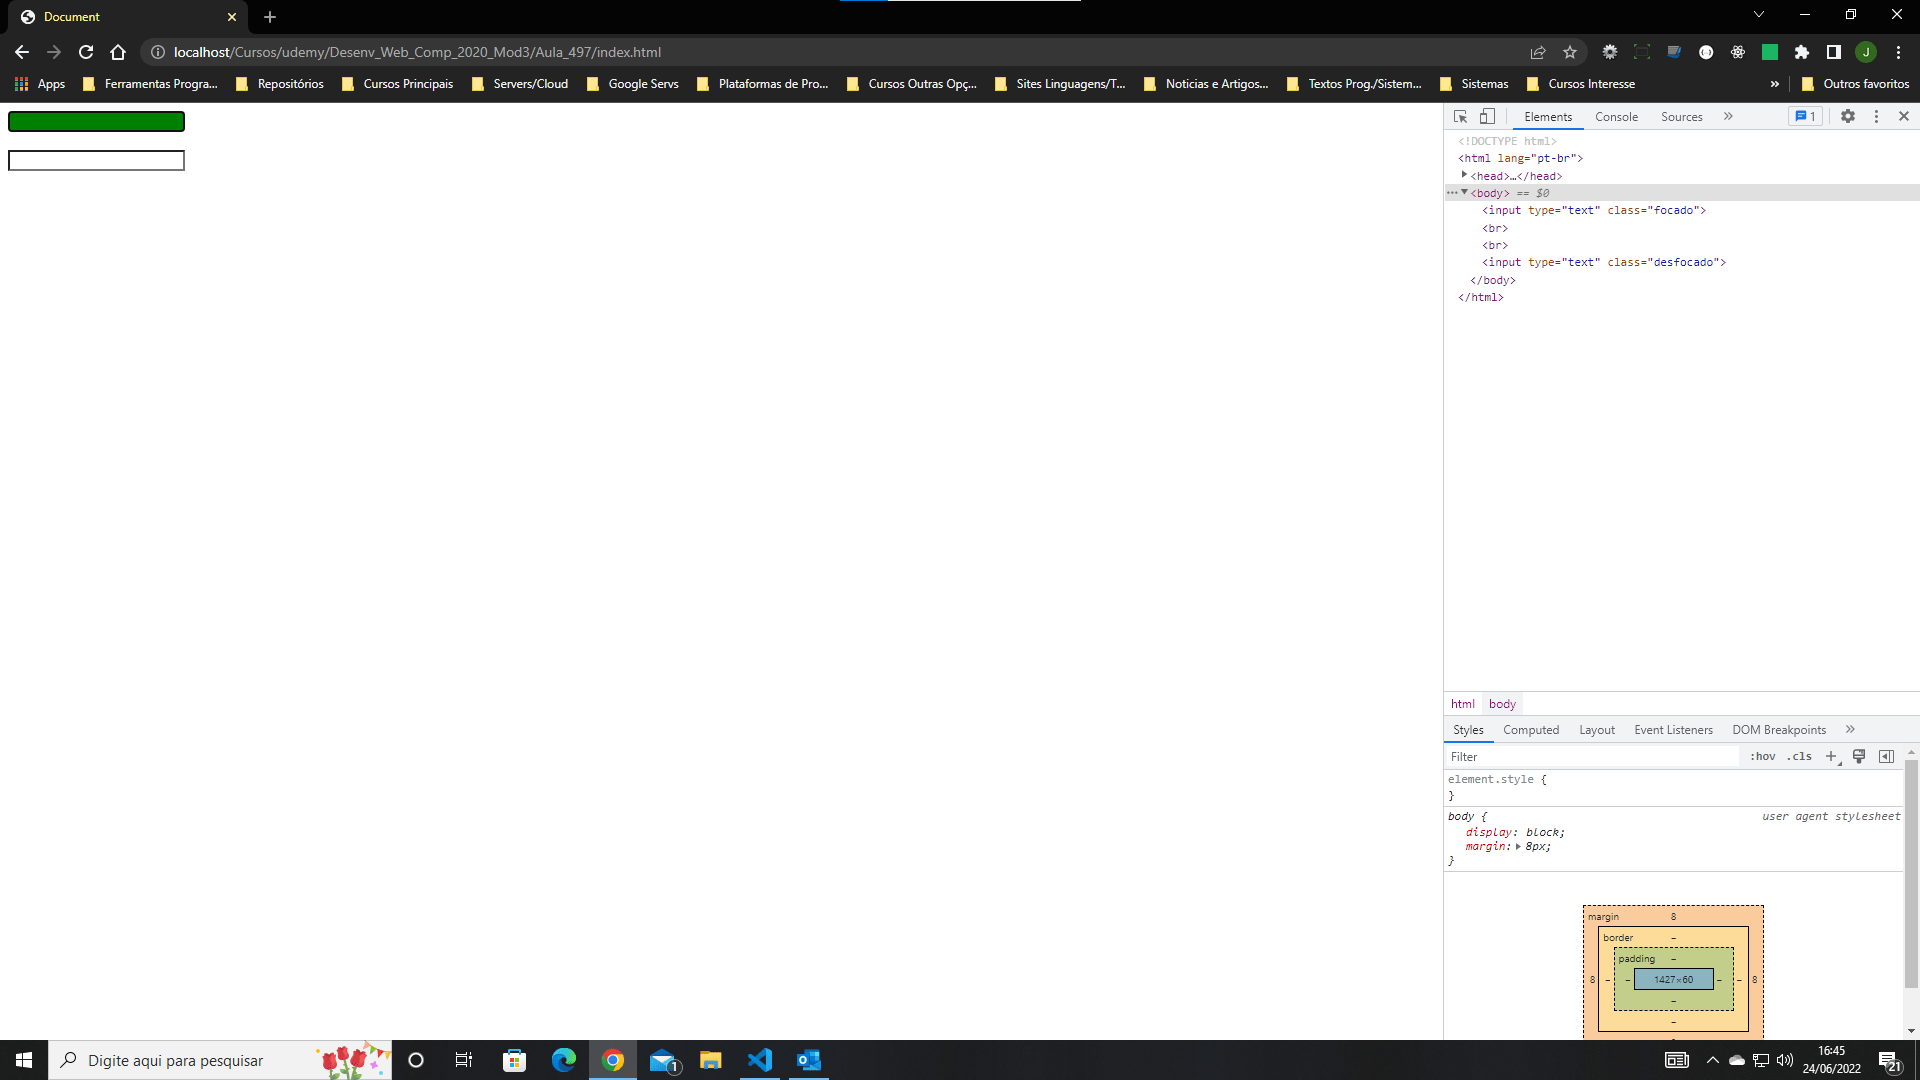 Document
localhost/Cursos/udemy/Desenv_Web_Comp_2020_Mod3/Aula_497/index.html
J
Apps Ferramentas Progra... Repositórios Cursos Principais Servers/Cloud Google Servs Plataformas de Pro... Cursos Outras Opç... Sites Linguagens/T... Noticias e Artigos... Textos Prog./Sistem... Sistemas Cursos Interesse » Outros favoritos
Elements Console Sources » 1
<!DOCTYPE html>
<html lang="pt-br">
<head>…</head>
<body> == $0
<input type="text" class="focado">
<br>
<br>
<input type="text" class="desfocado">
</body>
</html>
html body
Styles Computed Layout Event Listeners DOM Breakpoints »
Filter :hov .cls +
element.style {
}
body { user agent stylesheet
display: block;
margin: 8px;
}
margin 8
border –
padding –
8 – – 1427×60 – – 8
–
–
Digite aqui para pesquisar
1
16:45
24/06/2022
21